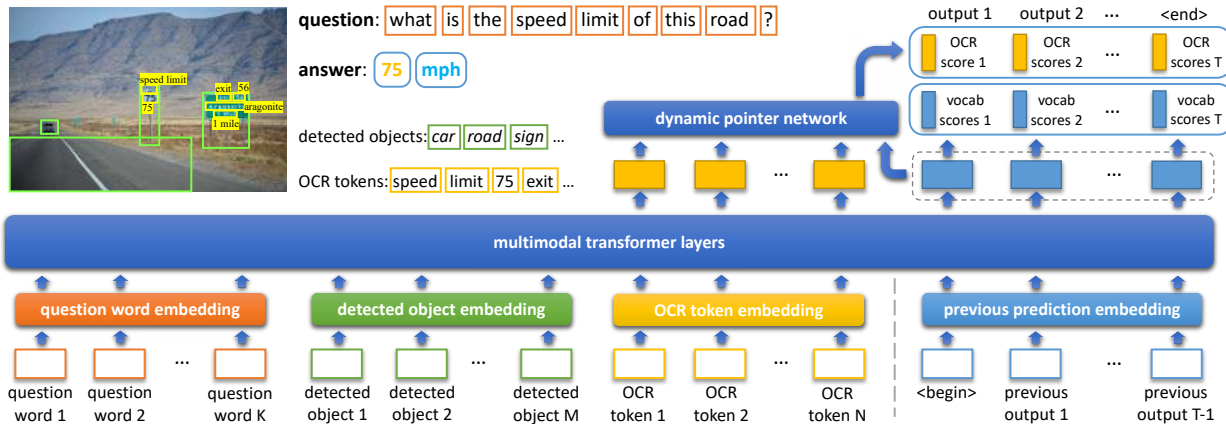 question: what is the speed limit of this road ?
answer: 75 mph
detected objects: car road sign ...
OCR tokens: speed limit 75 exit ...
speed limit
75
75
exit 56
aragonite
1 mile
output 1 output 2 ... <end>
OCR score 1 OCR scores 2 ... OCR scores T
vocab scores 1 vocab scores 2 ... vocab scores T
dynamic pointer network
... ...
multimodal transformer layers
question word embedding
detected object embedding
OCR token embedding
previous prediction embedding
... ... ... ...
question word 1 question word 2 question word K
detected object 1 detected object 2 detected object M
OCR token 1 OCR token 2 OCR token N
<begin> previous output 1 previous output T-1